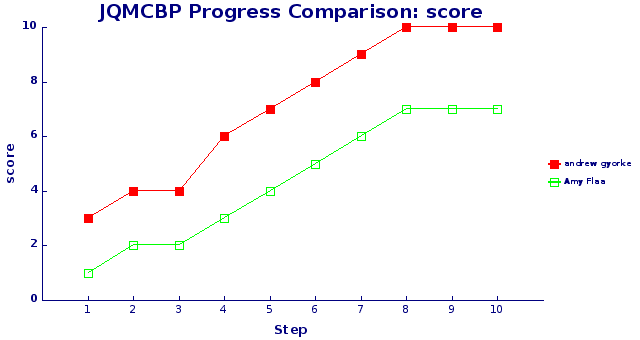 JQMCBP Progress Comparison: score
10
8
6
4
2
0
score
1 2 3 4 5 6 7 8 9 10
Step
andrew gyorke
Amy Flaa